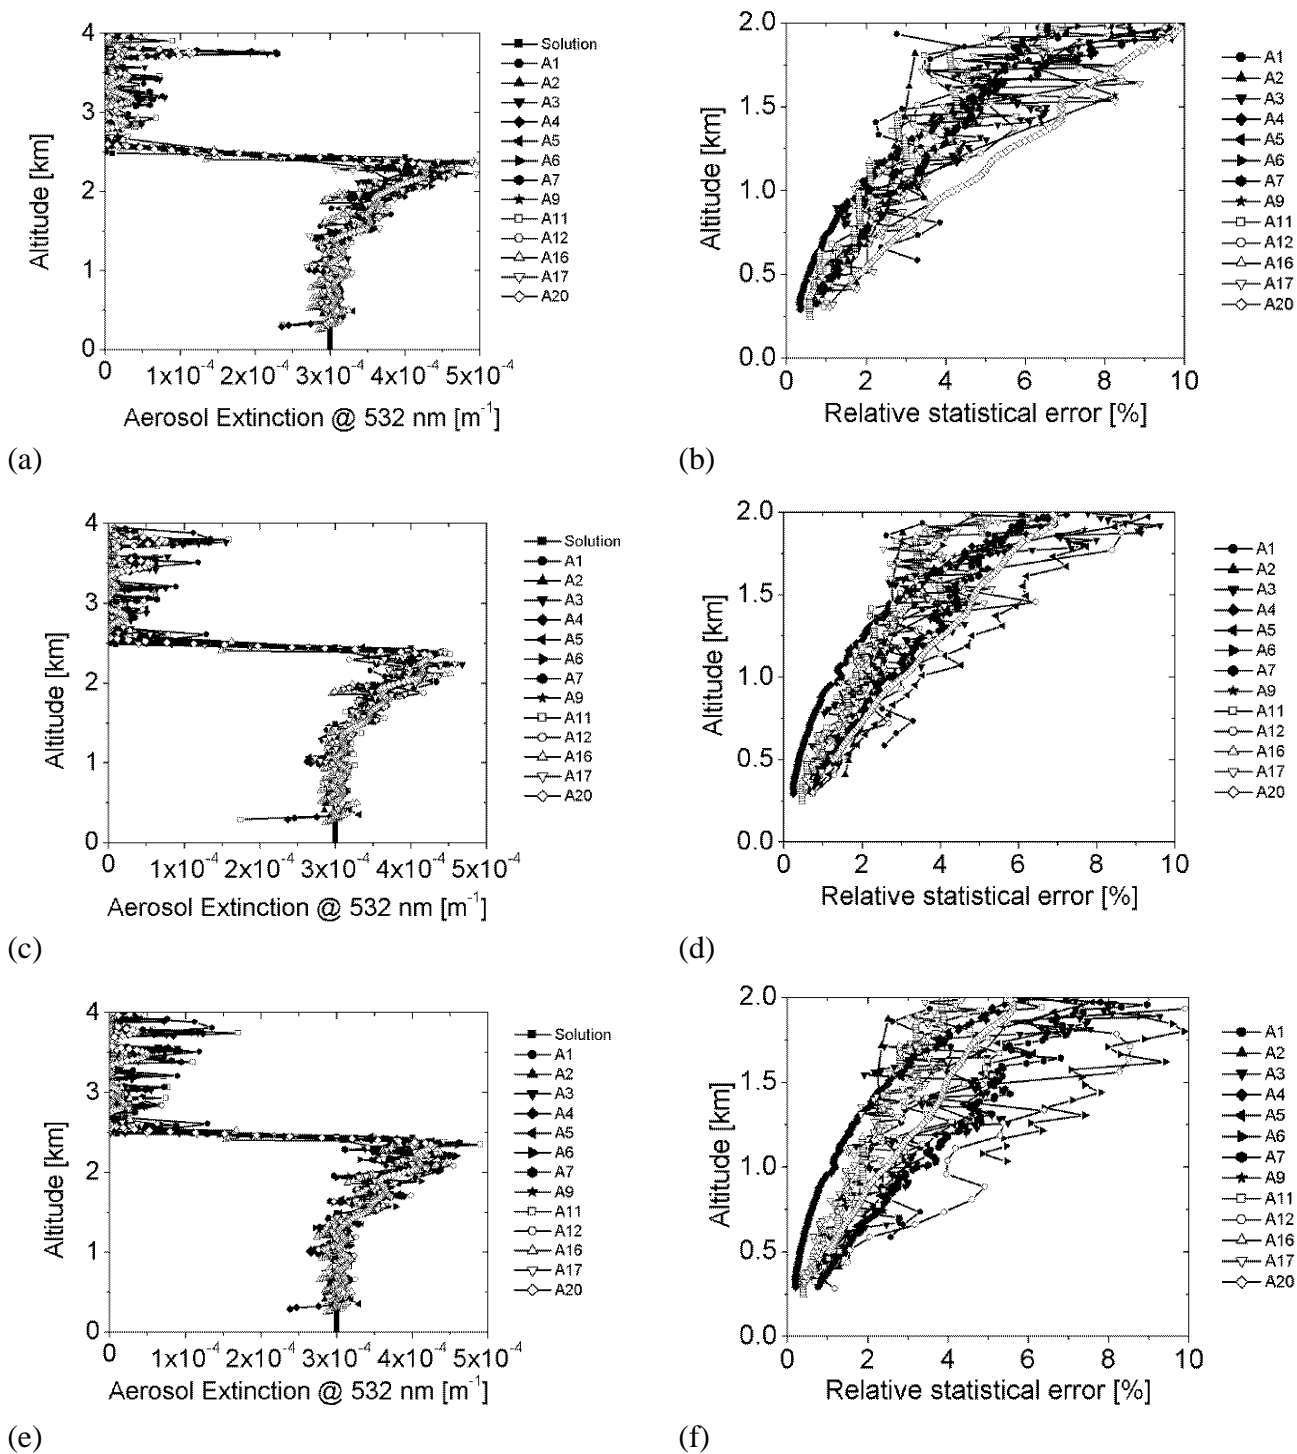 4
3
2
1
0
Altitude [km]
0 1x10⁻⁴ 2x10⁻⁴ 3x10⁻⁴ 4x10⁻⁴ 5x10⁻⁴
Aerosol Extinction @ 532 nm [m⁻¹]
Solution
A1
A2
A3
A4
A5
A6
A7
A9
A11
A12
A16
A17
A20
(a)
2.0
1.5
1.0
0.5
0.0
Altitude [km]
0 2 4 6 8 10
Relative statistical error [%]
A1
A2
A3
A4
A5
A6
A7
A9
A11
A12
A16
A17
A20
(b)
4
3
2
1
0
Altitude [km]
0 1x10⁻⁴ 2x10⁻⁴ 3x10⁻⁴ 4x10⁻⁴ 5x10⁻⁴
Aerosol Extinction @ 532 nm [m⁻¹]
Solution
A1
A2
A3
A4
A5
A6
A7
A9
A11
A12
A16
A17
A20
(c)
2.0
1.5
1.0
0.5
0.0
Altitude [km]
0 2 4 6 8 10
Relative statistical error [%]
A1
A2
A3
A4
A5
A6
A7
A9
A11
A12
A16
A17
A20
(d)
4
3
2
1
0
Altitude [km]
0 1x10⁻⁴ 2x10⁻⁴ 3x10⁻⁴ 4x10⁻⁴ 5x10⁻⁴
Aerosol Extinction @ 532 nm [m⁻¹]
Solution
A1
A2
A3
A4
A5
A6
A7
A9
A11
A12
A16
A17
A20
(e)
2.0
1.5
1.0
0.5
0.0
Altitude [km]
0 2 4 6 8 10
Relative statistical error [%]
A1
A2
A3
A4
A5
A6
A7
A9
A11
A12
A16
A17
A20
(f)